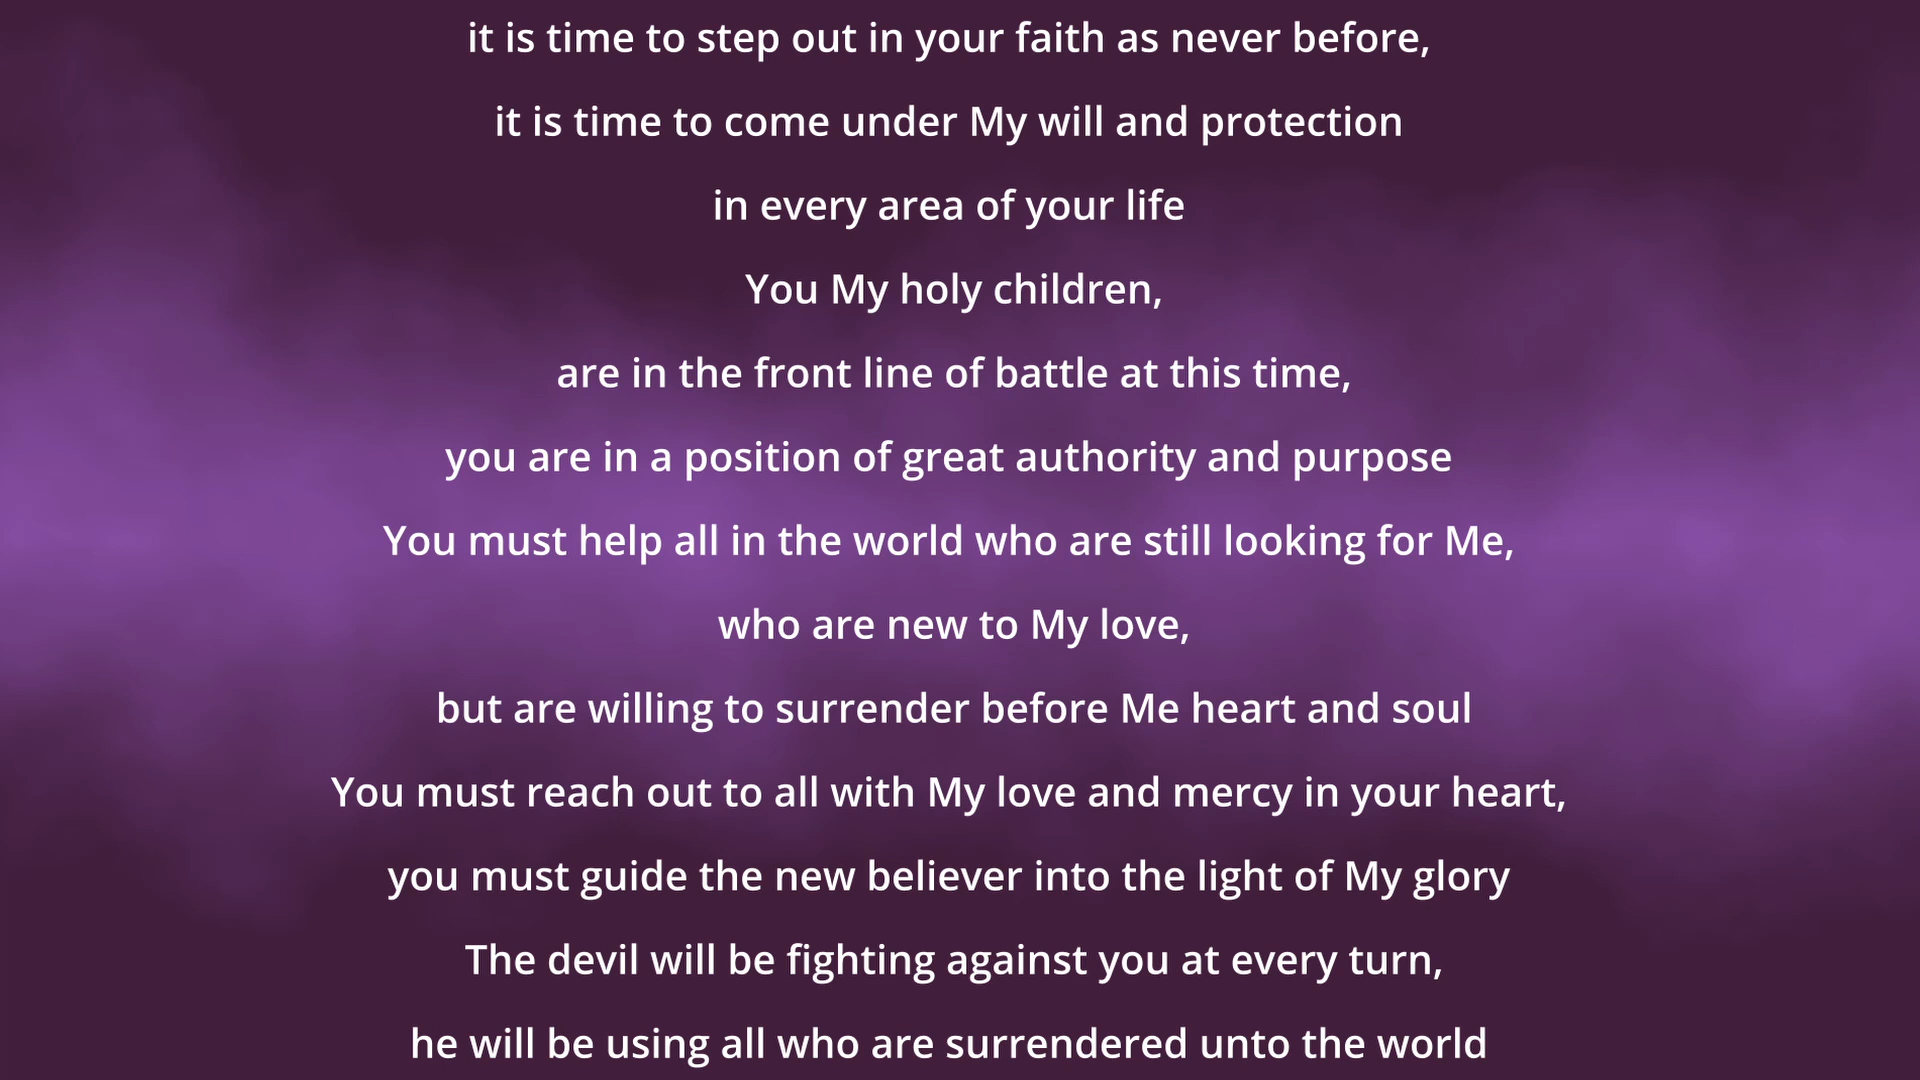 it is time to step out in your faith as never before,
it is time to come under My will and protection
in every area of your life
You My holy children,
are in the front line of battle at this time,
you are in a position of great authority and purpose
You must help all in the world who are still looking for Me,
who are new to My love,
but are willing to surrender before Me heart and soul
You must reach out to all with My love and mercy in your heart,
you must guide the new believer into the light of My glory
The devil will be fighting against you at every turn,
he will be using all who are surrendered unto the world